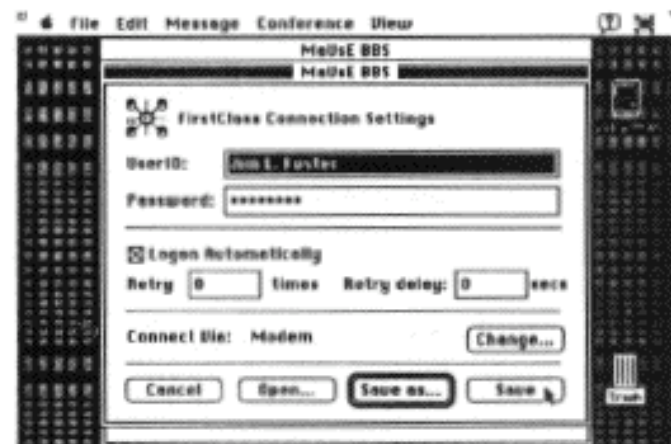 File Edit Message Conference View
MaUsE BBS
MaUsE BBS
FirstClass Connection Settings
UserID: L. Foster
Password: ********
Logon Automatically
Retry 0 times Retry delay: 0 secs
Connect Via: Modem Change...
Cancel Open... Save as... Save
Trash